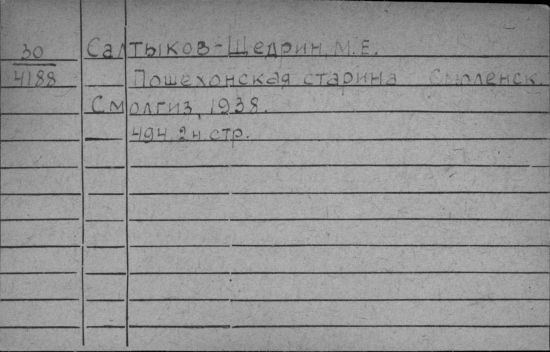 30 Салтыков-Щедрин, М.Е.
4188 Пошехонская старина Смоленск
Смолгиз, 1938.
494, 2 н. стр.